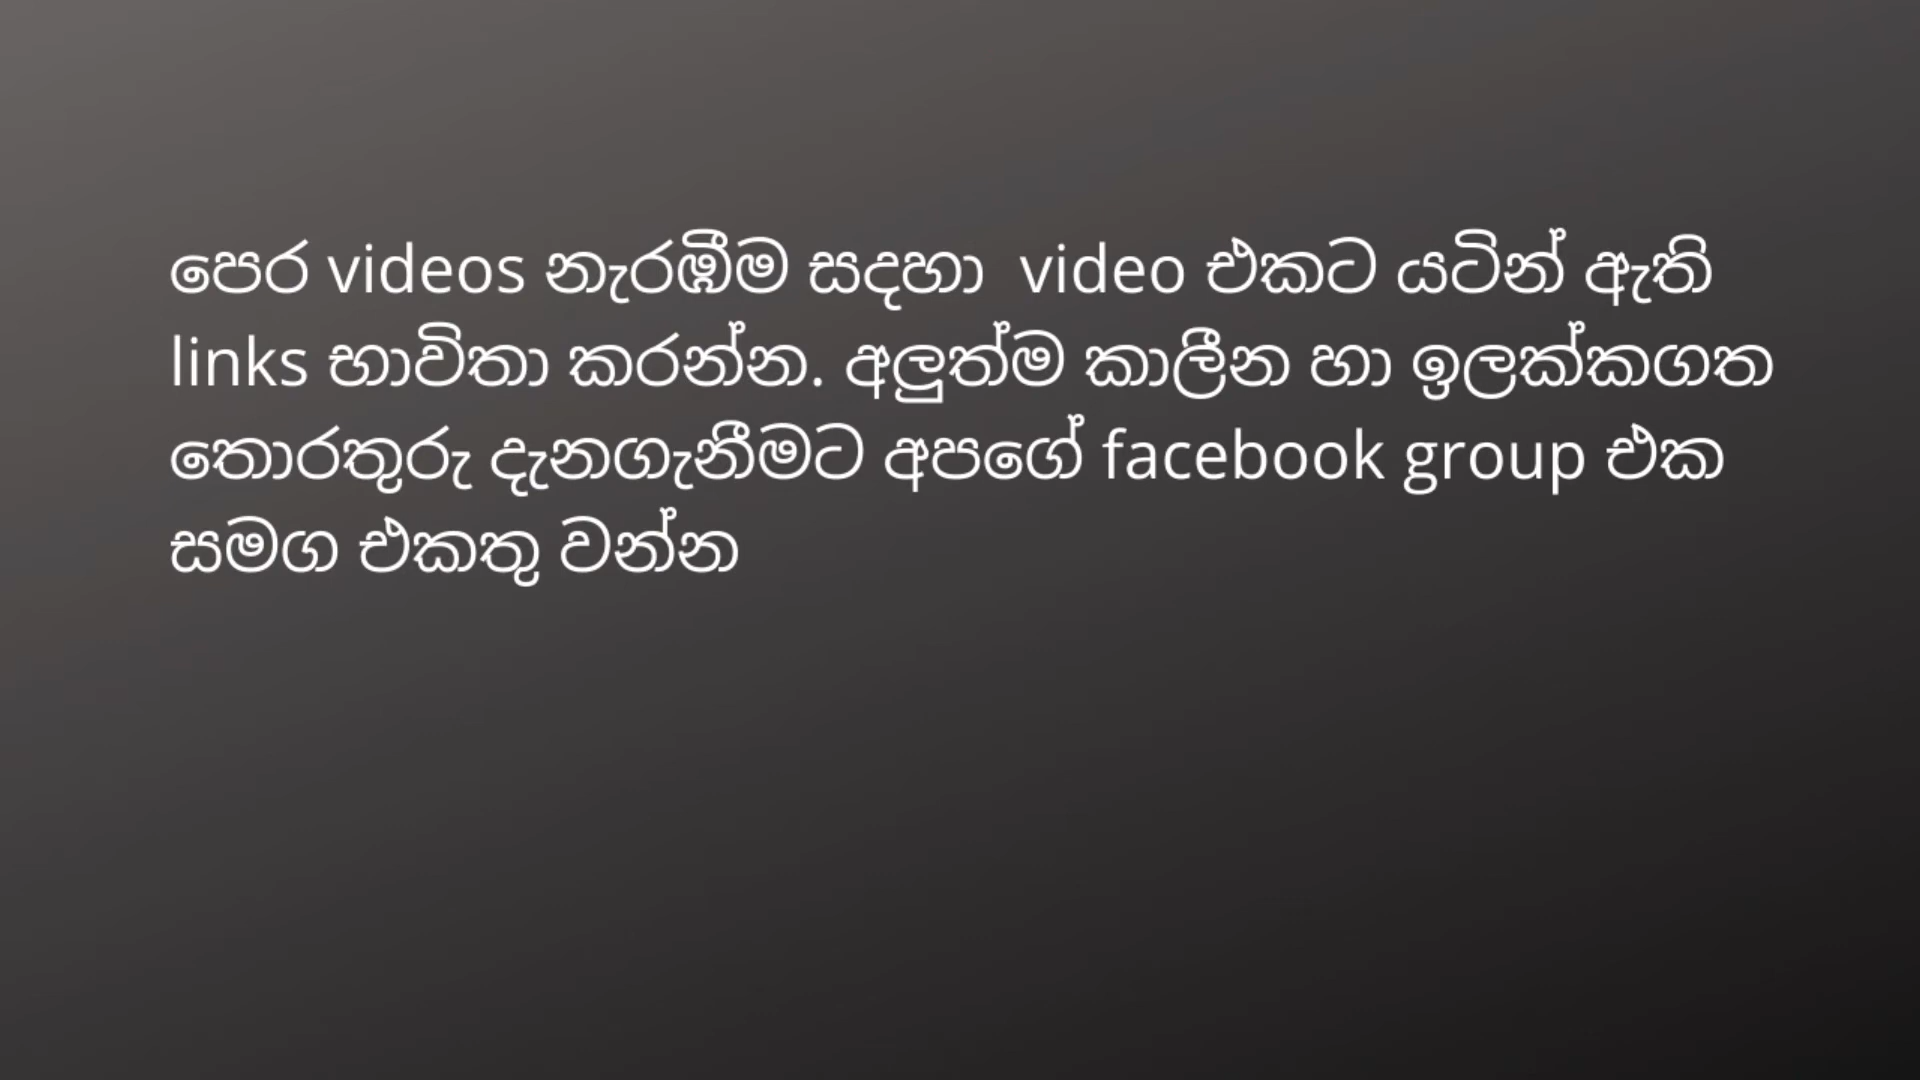 පෙර videos නැරඹීම සදහා  video එකට යටින් ඇති
links භාවිතා කරන්න. අලුත්ම කාලීන හා ඉලක්කගත
තොරතුරු දැනගැනීමට අපගේ facebook group එක
සමග එකතු වන්න